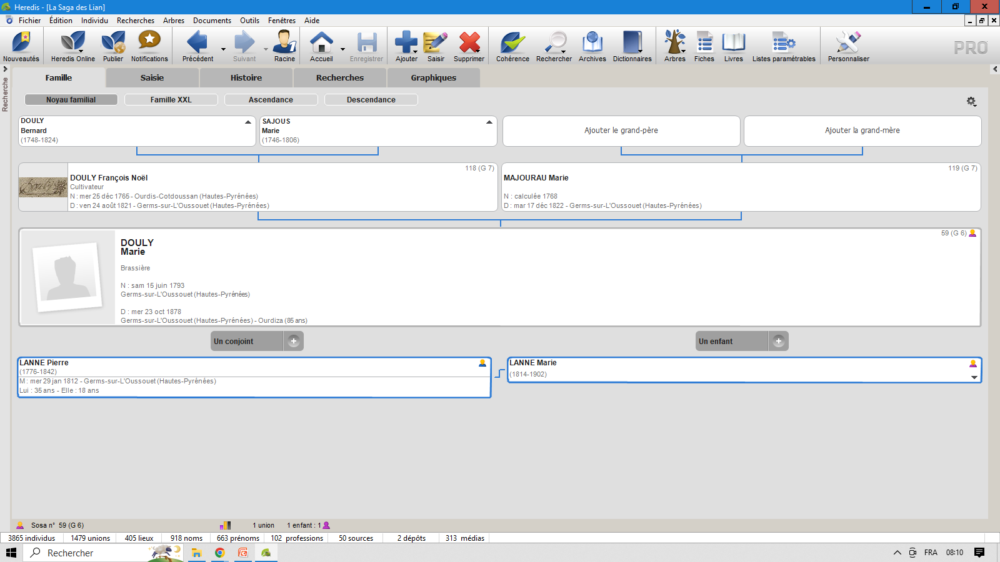 Heredis - [La Saga des Lian]
Fichier Édition Individu Recherches Arbres Documents Outils Fenêtres Aide
Nouveautés Heredis Online Publier Notifications Précédent Suivant Racine Accueil Enregistrer Ajouter Saisir Supprimer Cohérence Rechercher Archives Dictionnaires Arbres Fiches Livres Listes paramétrables Personnaliser PRO
Recherche
Famille Saisie Histoire Recherches Graphiques
Noyau familial Famille XXL Ascendance Descendance
DOULY
Bernard
(1748-1824)
SAJOUS
Marie
(1746-1806)
Ajouter le grand-père
Ajouter la grand-mère
118 (G 7)
DOULY François Noël
Cultivateur
N : mer 25 déc 1765 - Ourdis-Cotdoussan (Hautes-Pyrénées)
D : ven 24 août 1821 - Germs-sur-L'Oussouet (Hautes-Pyrénées)
119 (G 7)
MAJOURAU Marie
N : calculée 1768
D : mar 17 déc 1822 - Germs-sur-L'Oussouet (Hautes-Pyrénées)
59 (G 6)
DOULY
Marie
Brassière
N : sam 15 juin 1793
Germs-sur-L'Oussouet (Hautes-Pyrénées)
D : mer 23 oct 1878
Germs-sur-L'Oussouet (Hautes-Pyrénées) - Ourdiza (85 ans)
Un conjoint
Un enfant
LANNE Pierre
(1776-1842)
M : mer 29 jan 1812 - Germs-sur-L'Oussouet (Hautes-Pyrénées)
Lui : 35 ans - Elle : 18 ans
LANNE Marie
(1814-1902)
Sosa n° 59 (G 6) 1 union 1 enfant : 1
3865 individus 1479 unions 405 lieux 918 noms 663 prénoms 102 professions 50 sources 2 dépôts 313 médias
Rechercher FRA 08:10